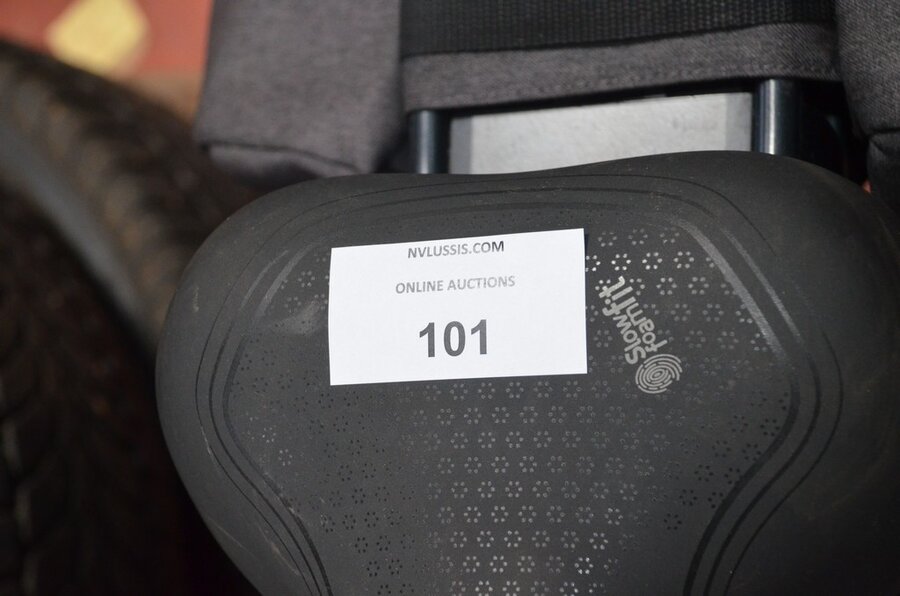 NVLUSSIS.COM
ONLINE AUCTIONS
101
Slowfit
foam